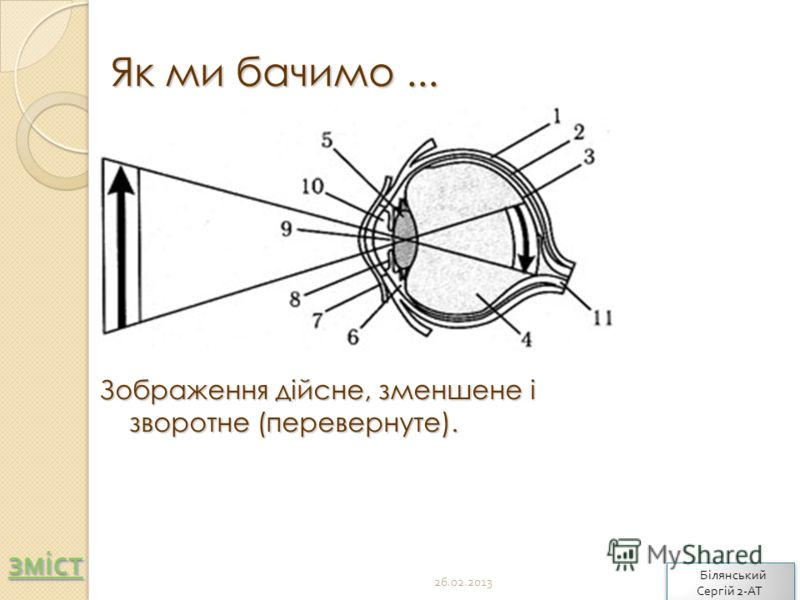 Як ми бачимо ...
1
2
3
5
10
9
8
7
6
4
11
Зображення дійсне, зменшене і
зворотне (перевернуте).
зміст
26.02.2013
MyShared
Білянський
Сергій 2-АТ